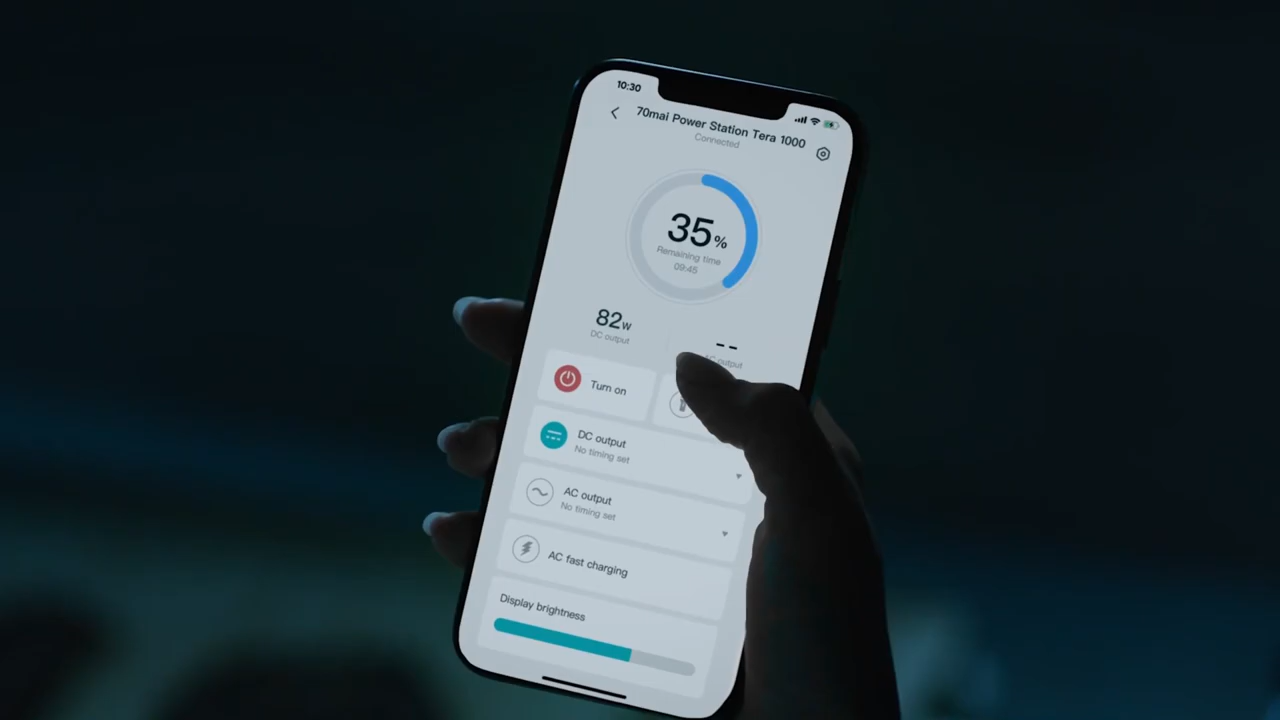 10:30
70mai Power Station Tera 1000
Connected
35%
Remaining time
09:45
82w
DC output
--
output
Turn on
DC output
No timing set
AC output
No timing set
AC fast charging
Display brightness